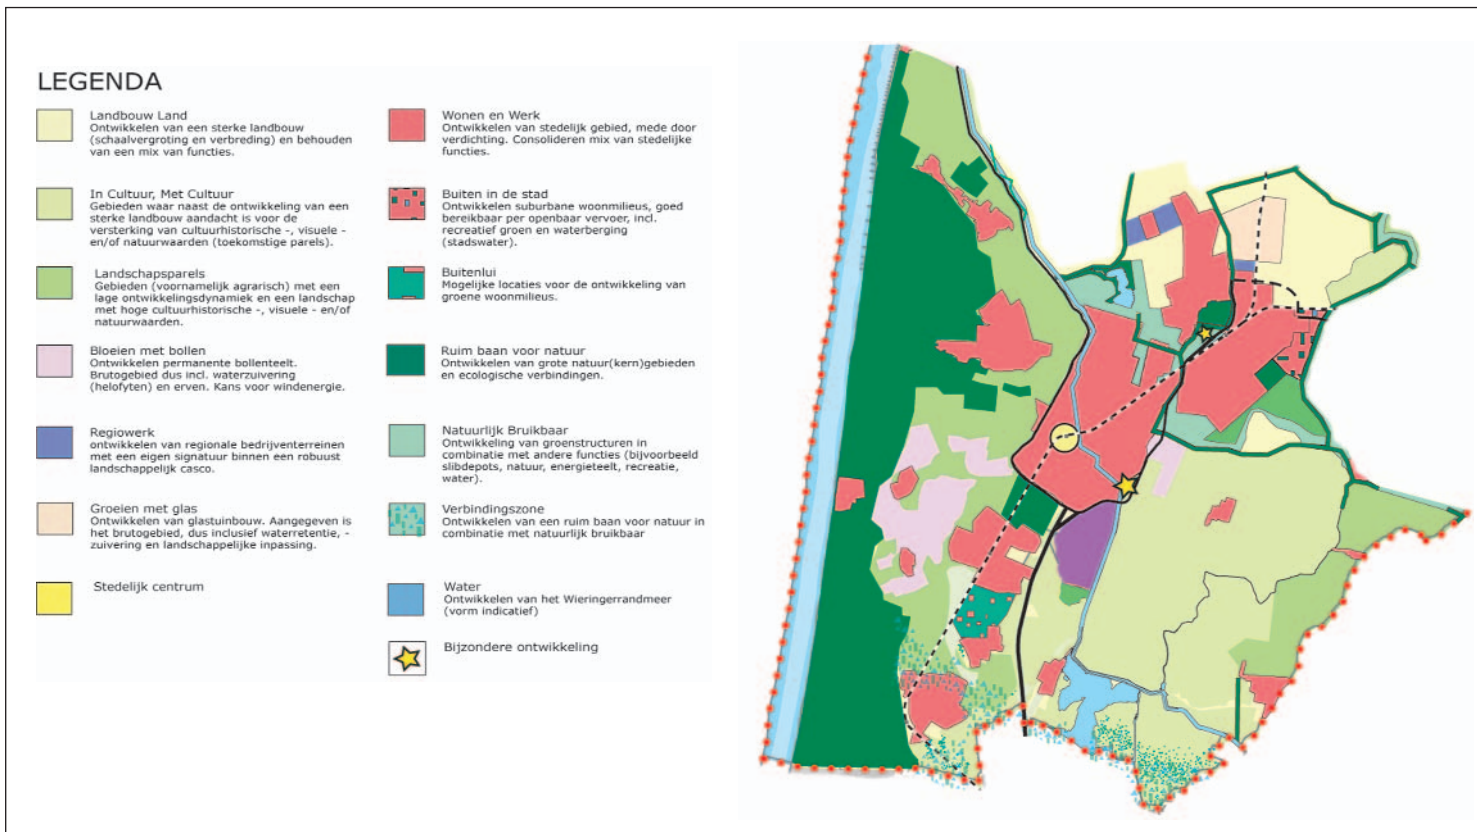 LEGENDA
Landbouw Land
Ontwikkelen van een sterke landbouw
(schaalvergroting en verbreding) en behouden
van een mix van functies.
In Cultuur, Met Cultuur
Gebieden waar naast de ontwikkeling van een
sterke landbouw aandacht is voor de
versterking van cultuurhistorische -, visuele -
en/of natuurwaarden (toekomstige parels).
Landschapsparels
Gebieden (voornamelijk agrarisch) met een
lage ontwikkelingsdynamiek en een landschap
met hoge cultuurhistorische -, visuele - en/of
natuurwaarden.
Bloeien met bollen
Ontwikkelen permanente bollenteelt.
Brutogebied dus incl. waterzuivering
(helofyten) en erven. Kans voor windenergie.
Regiowerk
ontwikkelen van regionale bedrijventerreinen
met een eigen signatuur binnen een robuust
landschappelijk casco.
Groeien met glas
Ontwikkelen van glastuinbouw. Aangegeven is
het brutogebied, dus inclusief waterretentie, -
zuivering en landschappelijke inpassing.
Stedelijk centrum
Wonen en Werk
Ontwikkelen van stedelijk gebied, mede door
verdichting. Consolideren mix van stedelijke
functies.
Buiten in de stad
Ontwikkelen suburbane woonmilieus, goed
bereikbaar per openbaar vervoer, incl.
recreatief groen en waterberging
(stadswater).
Buitenlui
Mogelijke locaties voor de ontwikkeling van
groene woonmilieus.
Ruim baan voor natuur
Ontwikkelen van grote natuur(kern)gebieden
en ecologische verbindingen.
Natuurlijk Bruikbaar
Ontwikkeling van groenstructuren in
combinatie met andere functies (bijvoorbeeld
slibdepots, natuur, energieteelt, recreatie,
water).
Verbindingszone
Ontwikkelen van een ruim baan voor natuur in
combinatie met natuurlijk bruikbaar
Water
Ontwikkelen van het Wieringerrandmeer
(vorm indicatief)
Bijzondere ontwikkeling